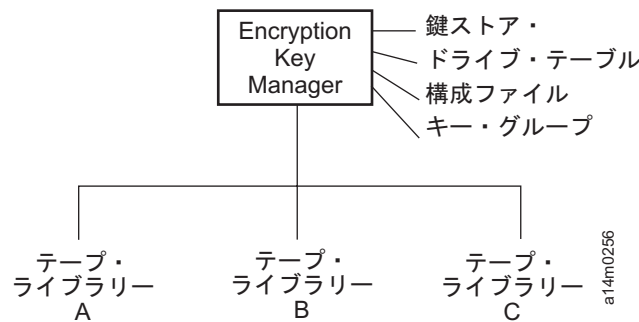 Encryption
Key
Manager
鍵ストア・
ドライブ・テーブル
構成ファイル
キー・グループ
テープ・
ライブラリー
A
テープ・
ライブラリー
B
テープ・
ライブラリー
C
a14m0256